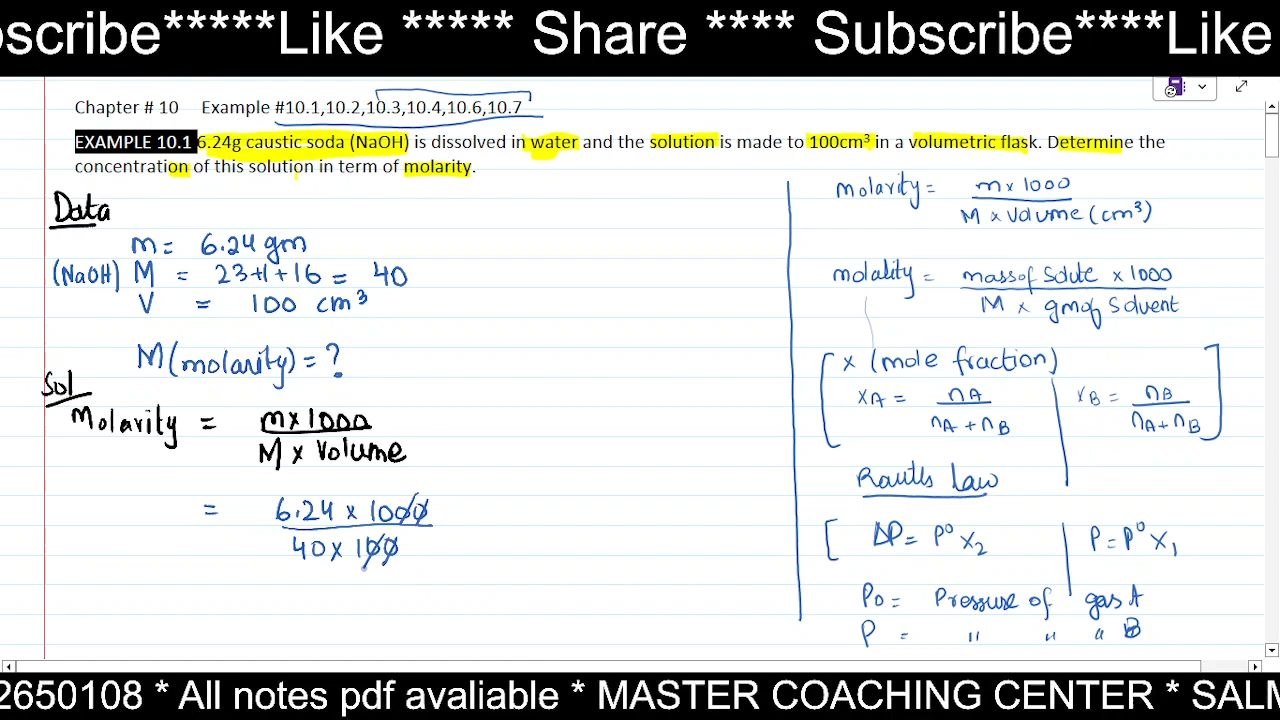 bscribe*****Like ***** Share **** Subscribe****Like
Chapter # 10 Example #10.1,10.2,10.3,10.4,10.6,10.7
EXAMPLE 10.1 6.24g caustic soda (NaOH) is dissolved in water and the solution is made to 100cm³ in a volumetric flask. Determine the
concentration of this solution in term of molarity.
Data
m = 6.24 gm
(NaOH) M = 23+1+16 = 40
V = 100 cm³
M(molarity) = ?
Sol
Molarity = m×1000
M × Volume
= 6.24 × 1000
40 × 100
molarity = m×1000
M × Volume (cm³)
molality = mass of Solute × 1000
M × gm of Solvent
x (mole fraction)
xA = nA
nA + nB
xB = nB
nA + nB
Raults Law
ΔP = P⁰ X₂
P = P⁰ X₁
P₀ = Pressure of gas A
P = " " " B
2650108 * All notes pdf avaliable * MASTER COACHING CENTER * SALM